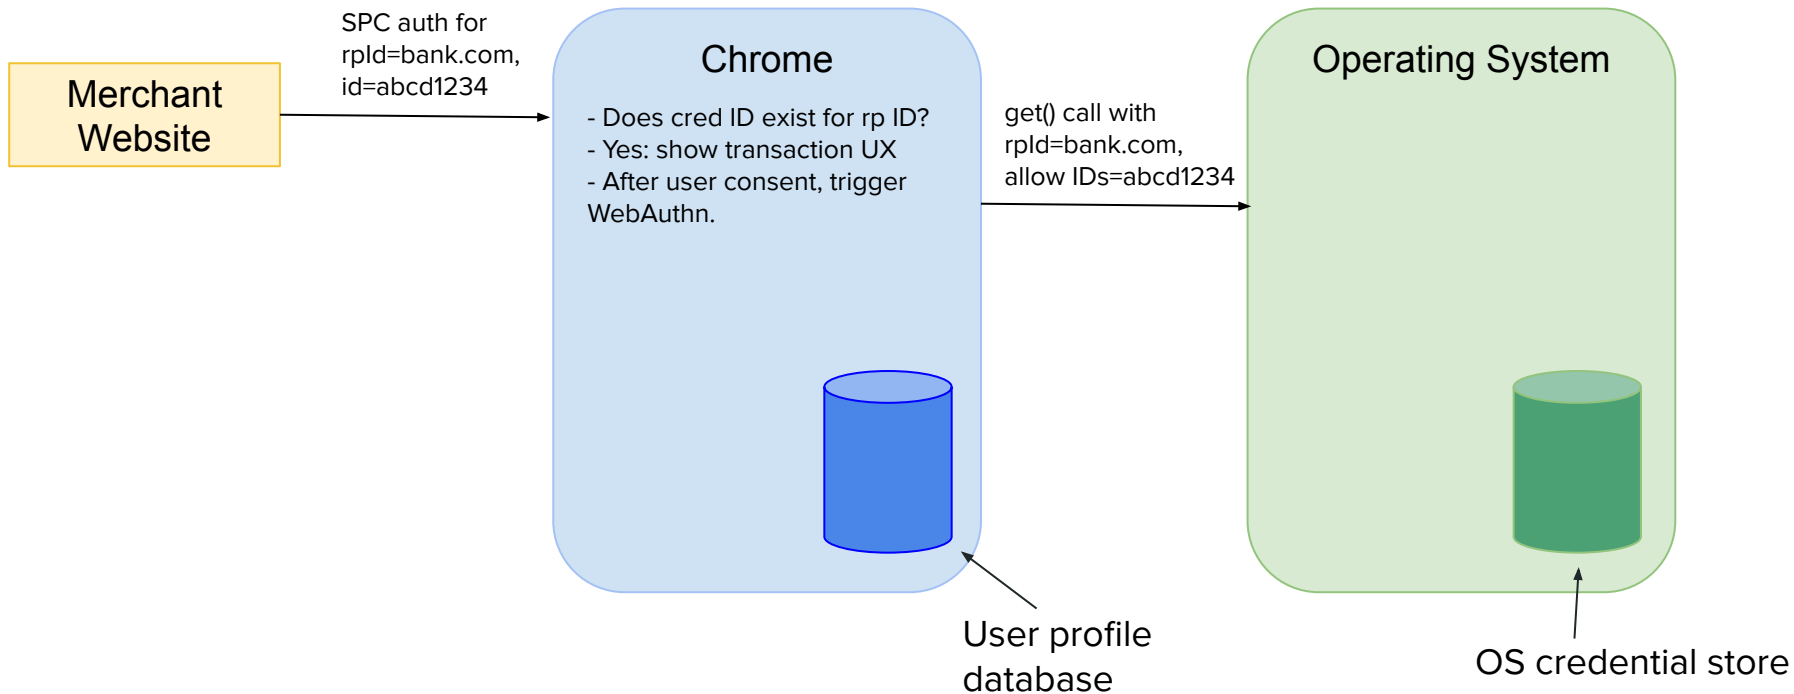 SPC auth for
rpId=bank.com,
id=abcd1234
Merchant
Website
Chrome
- Does cred ID exist for rp ID?
- Yes: show transaction UX
- After user consent, trigger
WebAuthn.
get() call with
rpId=bank.com,
allow IDs=abcd1234
Operating System
User profile
database
OS credential store